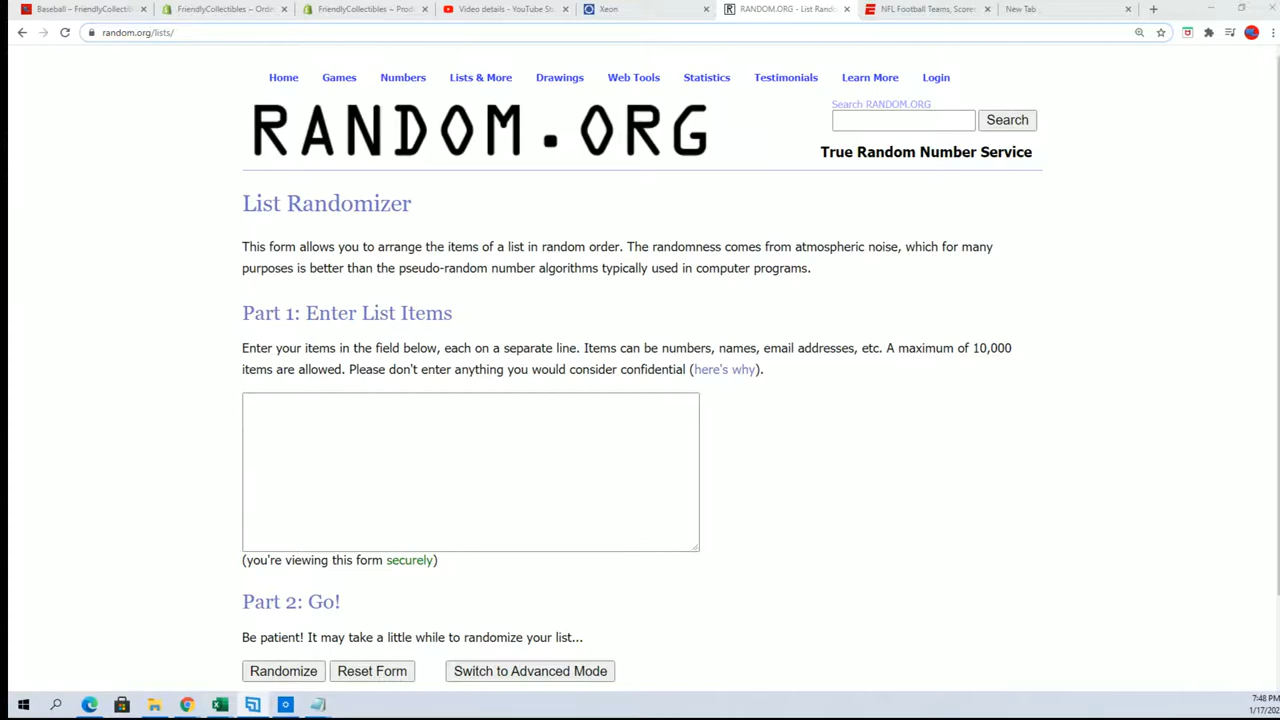 Baseball – FriendlyCollectib
FriendlyCollectibles ~ Orde
FriendlyCollectibles ~ Prod
Video details - YouTube St
Xeon
RANDOM.ORG - List Rand
NFL Football Teams, Scores
New Tab
random.org/lists/
Home Games Numbers Lists & More Drawings Web Tools Statistics Testimonials Learn More Login
RANDOM.ORG
Search RANDOM.ORG
Search
True Random Number Service
List Randomizer
This form allows you to arrange the items of a list in random order. The randomness comes from atmospheric noise, which for many
purposes is better than the pseudo-random number algorithms typically used in computer programs.
Part 1: Enter List Items
Enter your items in the field below, each on a separate line. Items can be numbers, names, email addresses, etc. A maximum of 10,000
items are allowed. Please don't enter anything you would consider confidential (here's why).
(you're viewing this form securely)
Part 2: Go!
Be patient! It may take a little while to randomize your list...
Randomize Reset Form Switch to Advanced Mode
7:48 PM
1/17/202